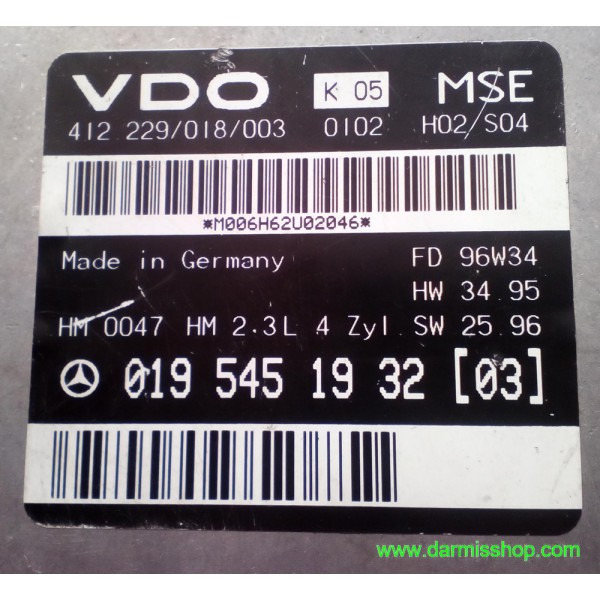 VDO K 05 MSE
412 229/018/003 0102 H02/S04
*M006H62U02046*
Made in Germany FD 96W34
HW 34.95
HM 0047 HM 2.3L 4 Zyl SW 25.96
019 545 19 32 [03]
www.darmisshop.com